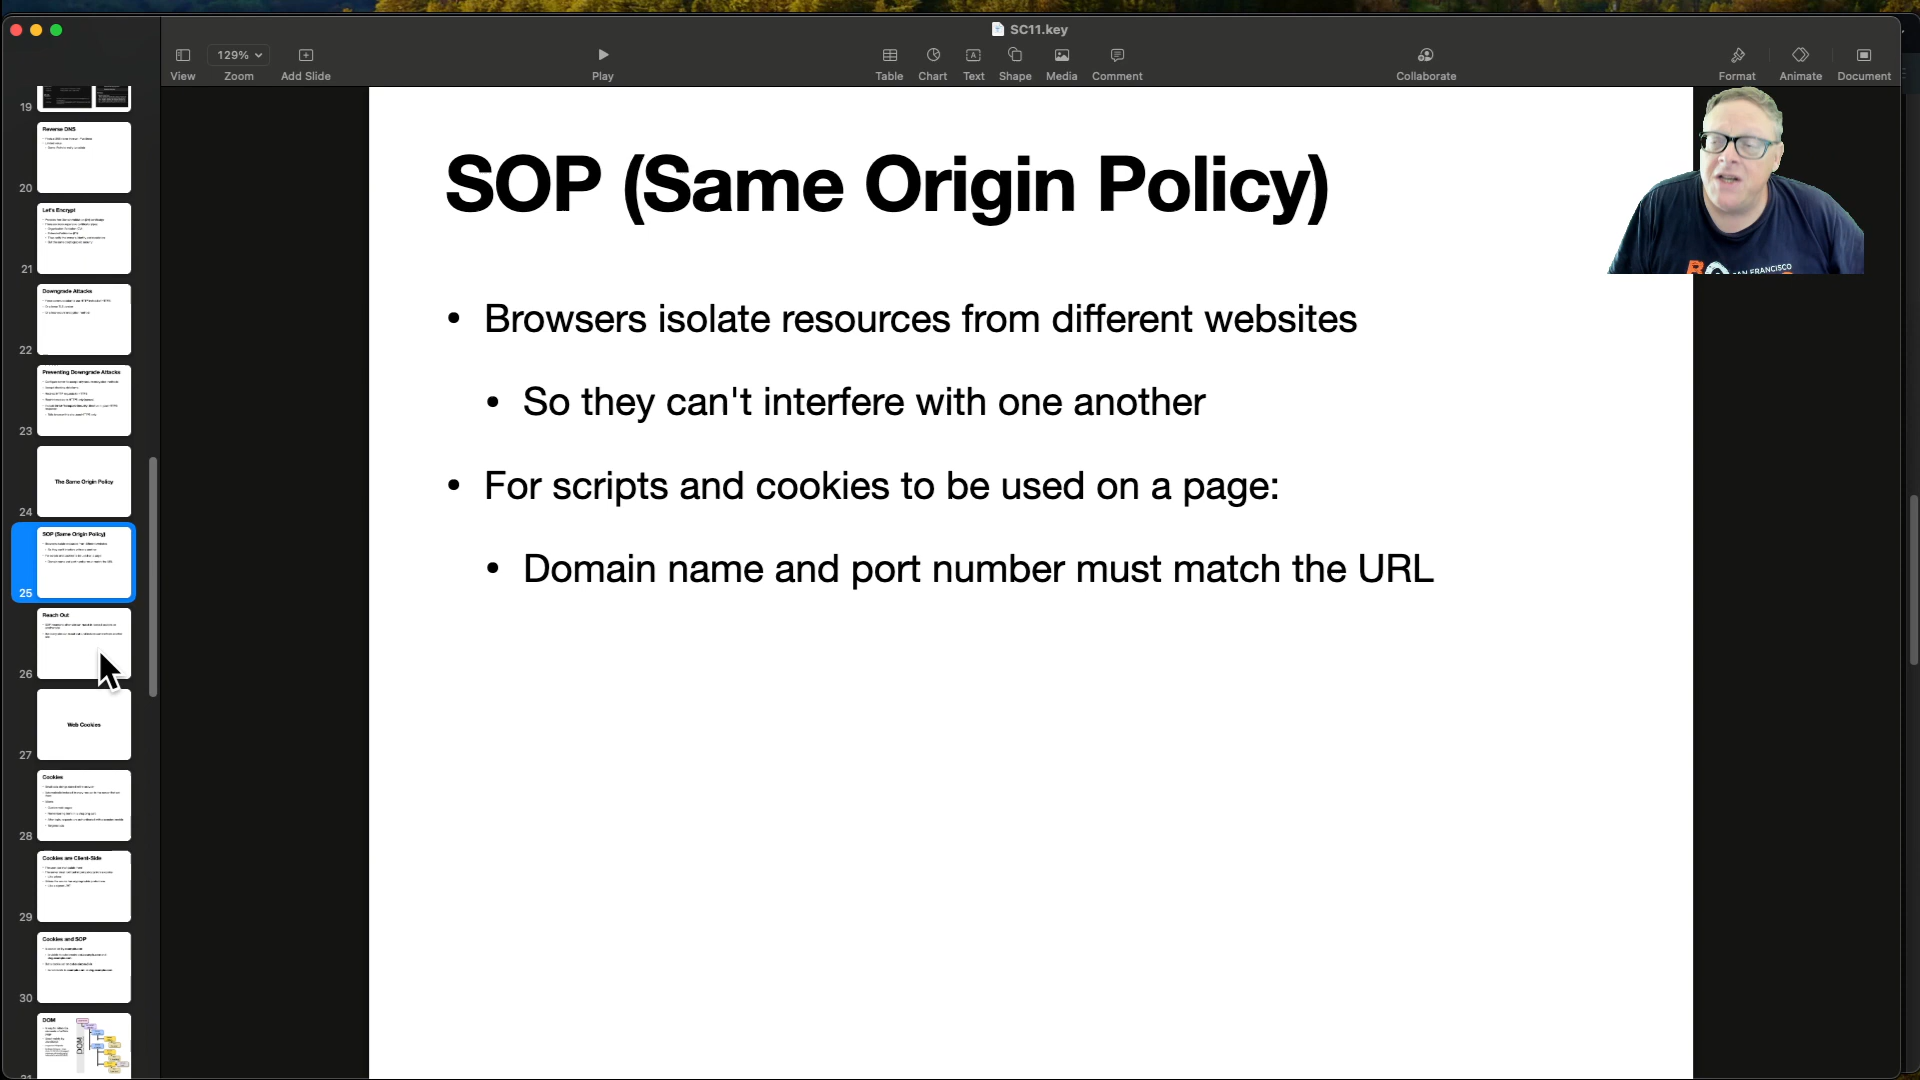 SC11.key
129%
View
Zoom
Add Slide
Play
Table
Chart
Text
Shape
Media
Comment
Collaborate
Format
Animate
Document
19
Reverse DNS
20
Let's Encrypt
21
Downgrade Attacks
22
Preventing Downgrade Attacks
23
The Same Origin Policy
24
SOP (Same Origin Policy)
25
Reach Out
26
Web Cookies
27
Cookies
28
Cookies are Client-Side
29
Cookies and SOP
30
DOM
DOM
SOP (Same Origin Policy)
• Browsers isolate resources from different websites
• So they can't interfere with one another
• For scripts and cookies to be used on a page:
• Domain name and port number must match the URL
SAN FRANCISCO